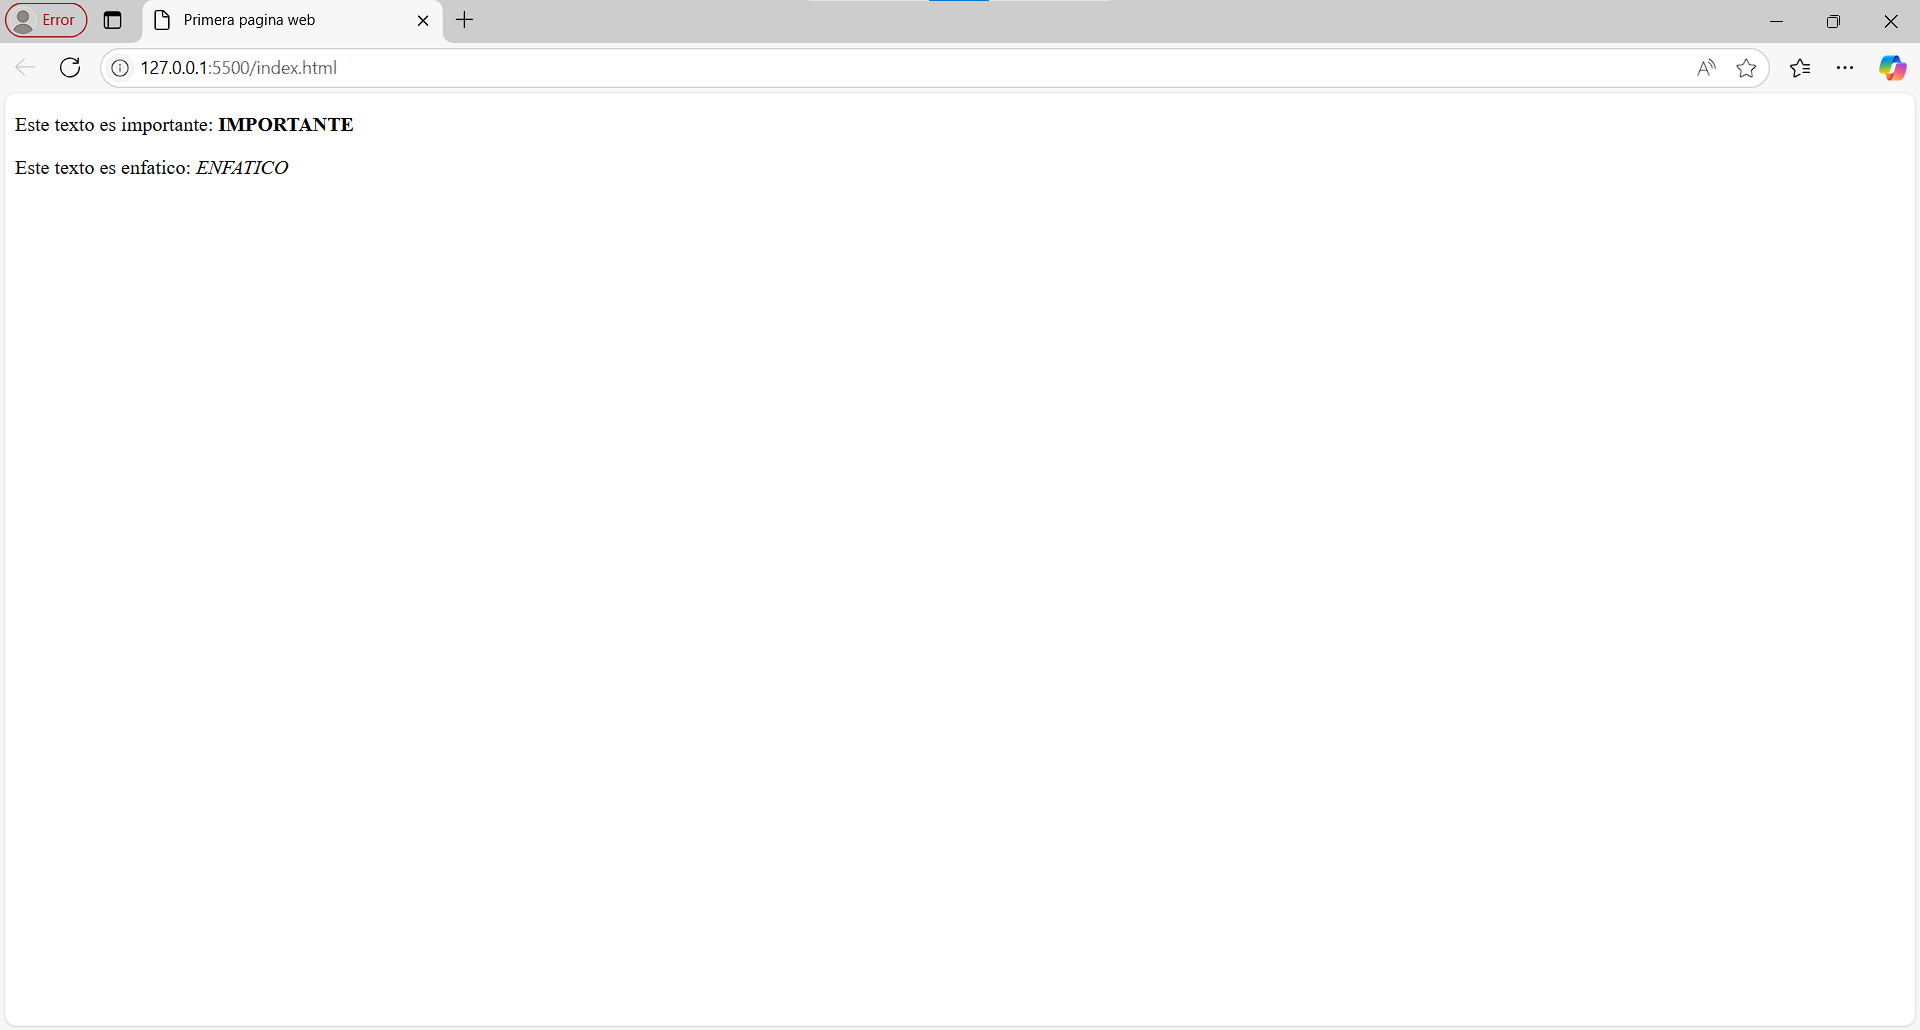 Error
Primera pagina web
127.0.0.1:5500/index.html
Este texto es importante: IMPORTANTE
Este texto es enfatico: ENFATICO